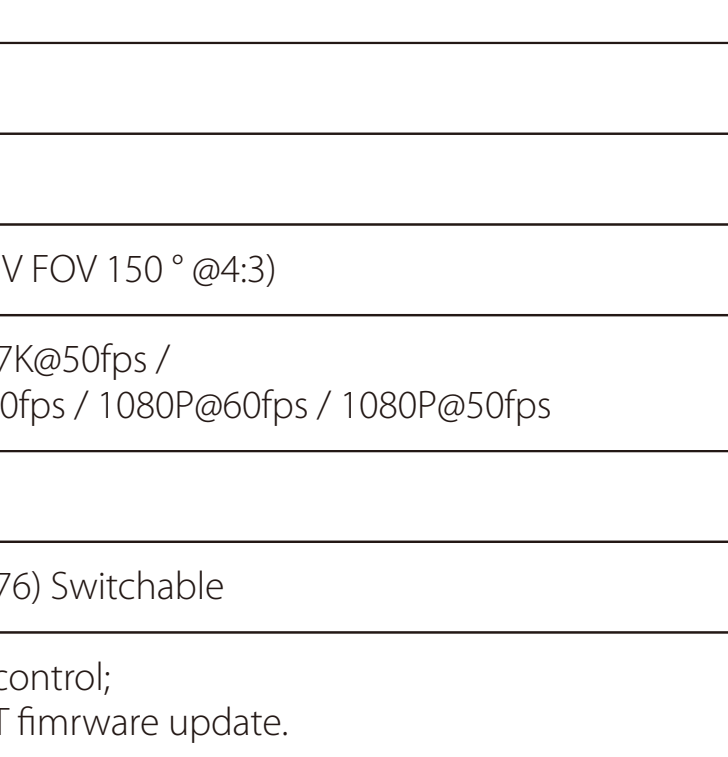 V FOV 150 ° @4:3)
7K@50fps /
0fps / 1080P@60fps / 1080P@50fps
76) Switchable
control;
T fimrware update.